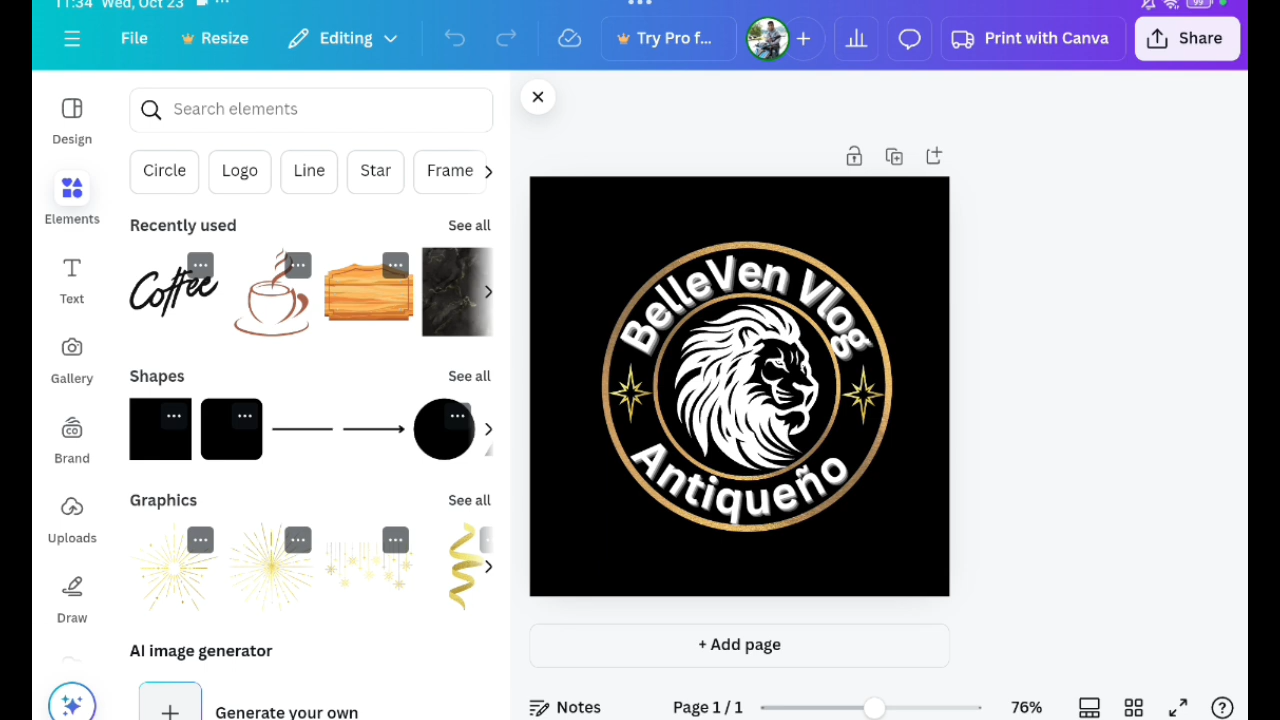 11:34 Wed, Oct 23
99
File
Resize
Editing
Try Pro f...
Print with Canva
Share
Search elements
Design
Circle
Logo
Line
Star
Frame
Elements
Recently used
See all
Coffee
Text
Shapes
See all
Gallery
Brand
CO
Graphics
See all
Uploads
Draw
AI image generator
Generate your own
BelleVen Vlog
Antiqueño
+ Add page
Notes
Page 1 / 1
76%